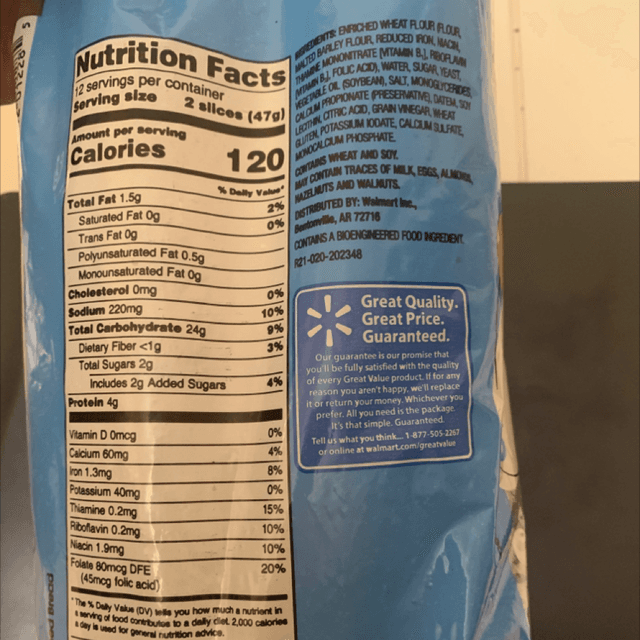 Nutrition Facts
12 servings per container
Serving size 2 slices (47g)
Amount per serving
Calories 120
% Daily Value*
Total Fat 1.5g 2%
Saturated Fat 0g 0%
Trans Fat 0g
Polyunsaturated Fat 0.5g
Monounsaturated Fat 0g
Cholesterol 0mg 0%
Sodium 220mg 10%
Total Carbohydrate 24g 9%
Dietary Fiber <1g 3%
Total Sugars 2g
Includes 2g Added Sugars 4%
Protein 4g
Vitamin D 0mcg 0%
Calcium 60mg 4%
Iron 1.3mg 8%
Potassium 40mg 0%
Thiamine 0.2mg 15%
Riboflavin 0.2mg 10%
Niacin 1.9mg 10%
Folate 80mcg DFE 20%
(45mcg folic acid)
*The % Daily Value (DV) tells you how much a nutrient in
a serving of food contributes to a daily diet. 2,000 calories
a day is used for general nutrition advice.
INGREDIENTS: ENRICHED WHEAT FLOUR (FLOUR,
MALTED BARLEY FLOUR, REDUCED IRON, NIACIN,
THIAMINE MONONITRATE [VITAMIN B1], RIBOFLAVIN
[VITAMIN B2], FOLIC ACID), WATER, SUGAR, YEAST,
VEGETABLE OIL (SOYBEAN), SALT, MONOGLYCERIDES,
CALCIUM PROPIONATE (PRESERVATIVE), DATEM, SOY
LECITHIN, CITRIC ACID, GRAIN VINEGAR, WHEAT
GLUTEN, POTASSIUM IODATE, CALCIUM SULFATE,
MONOCALCIUM PHOSPHATE.
CONTAINS WHEAT AND SOY.
MAY CONTAIN TRACES OF MILK, EGGS, ALMONDS,
HAZELNUTS AND WALNUTS.
DISTRIBUTED BY: Walmart Inc.,
Bentonville, AR 72716
CONTAINS A BIOENGINEERED FOOD INGREDIENT
R21-020-202348
Great Quality.
Great Price.
Guaranteed.
Our guarantee is our promise that
you'll be fully satisfied with the quality
of every Great Value product. If for any
reason you aren't happy, we'll replace
it or return your money. Whichever you
prefer. All you need is the package.
It's that simple. Guaranteed.
Tell us what you think... 1-877-505-2267
or online at walmart.com/greatvalue